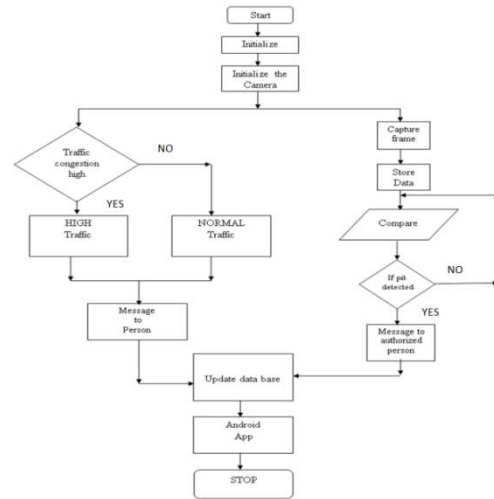 Start
Initialize
Initialize the
Camera
Traffic
congestion
high
NO
YES
HIGH
Traffic
NORMAL
Traffic
Message
to
Person
Capture
frame
Store
Data
Compare
If pit
detected
NO
YES
Message to
authorized
person
Update data base
Android
App
STOP